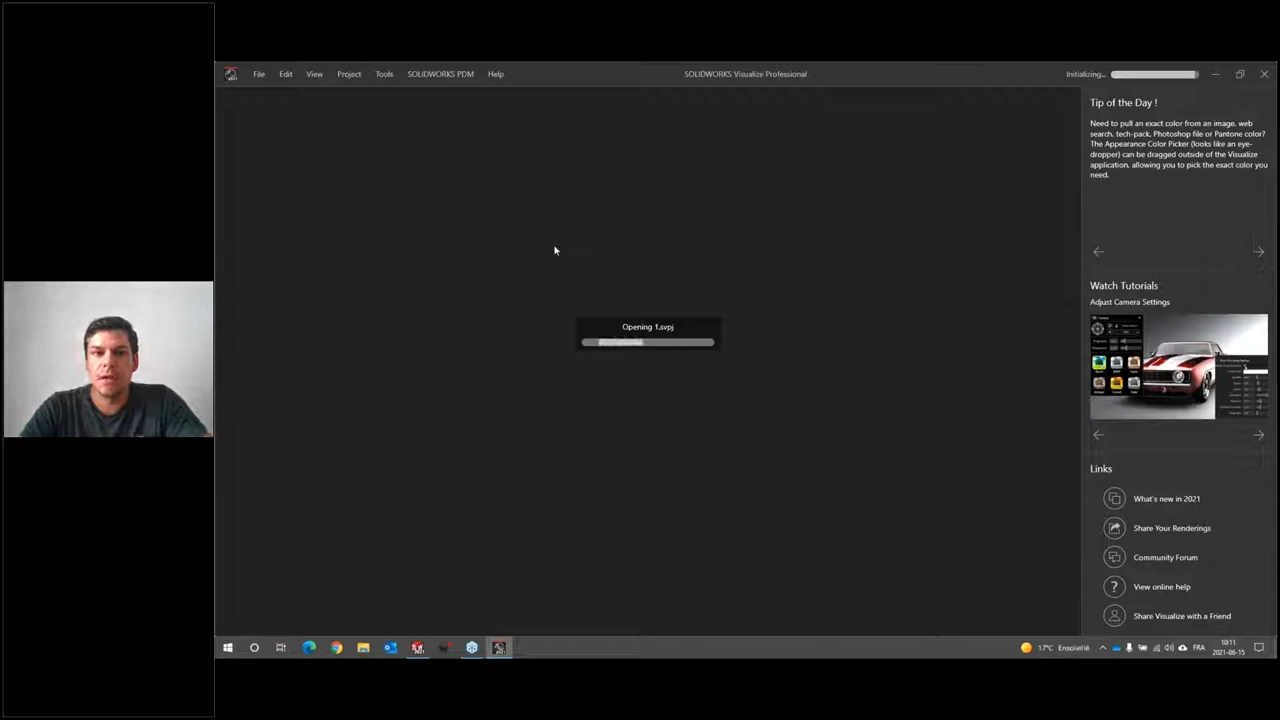 File Edit View Project Tools SOLIDWORKS PDM Help
SOLIDWORKS Visualize Professional
Initializing...
Tip of the Day !
Need to pull an exact color from an image, web
search, tech-pack, Photoshop file or Pantone color?
The Appearance Color Picker (looks like an eye-
dropper) can be dragged outside of the Visualize
application, allowing you to pick the exact color you
need.
Opening 1.svpj
Watch Tutorials
Adjust Camera Settings
Links
What's new in 2021
Share Your Renderings
Community Forum
View online help
Share Visualize with a Friend
17°C Ensoleillé
FRA
10:11
2021-06-15